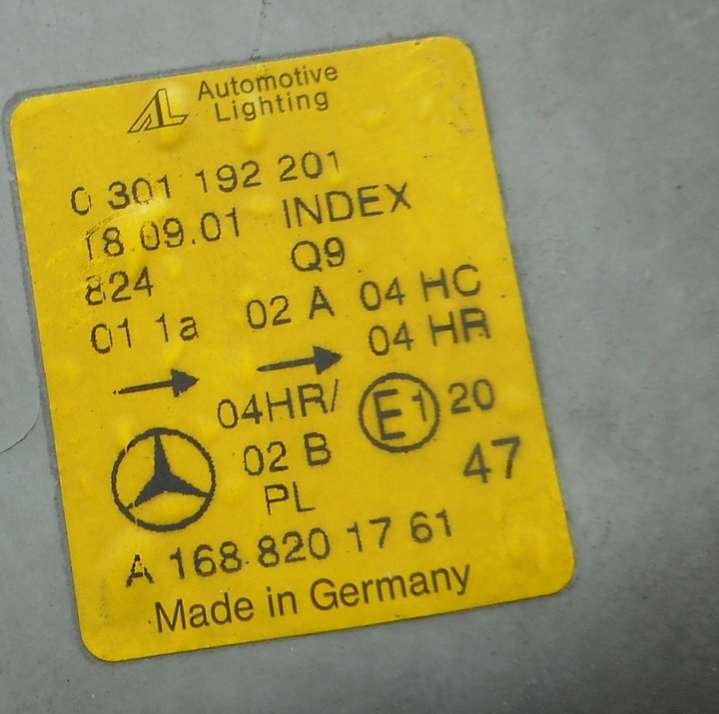 AL Automotive
Lighting
0 301 192 201
18.09.01 INDEX
824 Q9
01 1a 02 A 04 HC
04 HR
04HR/ E1 20
02 B 47
PL
A 168 820 17 61
Made in Germany